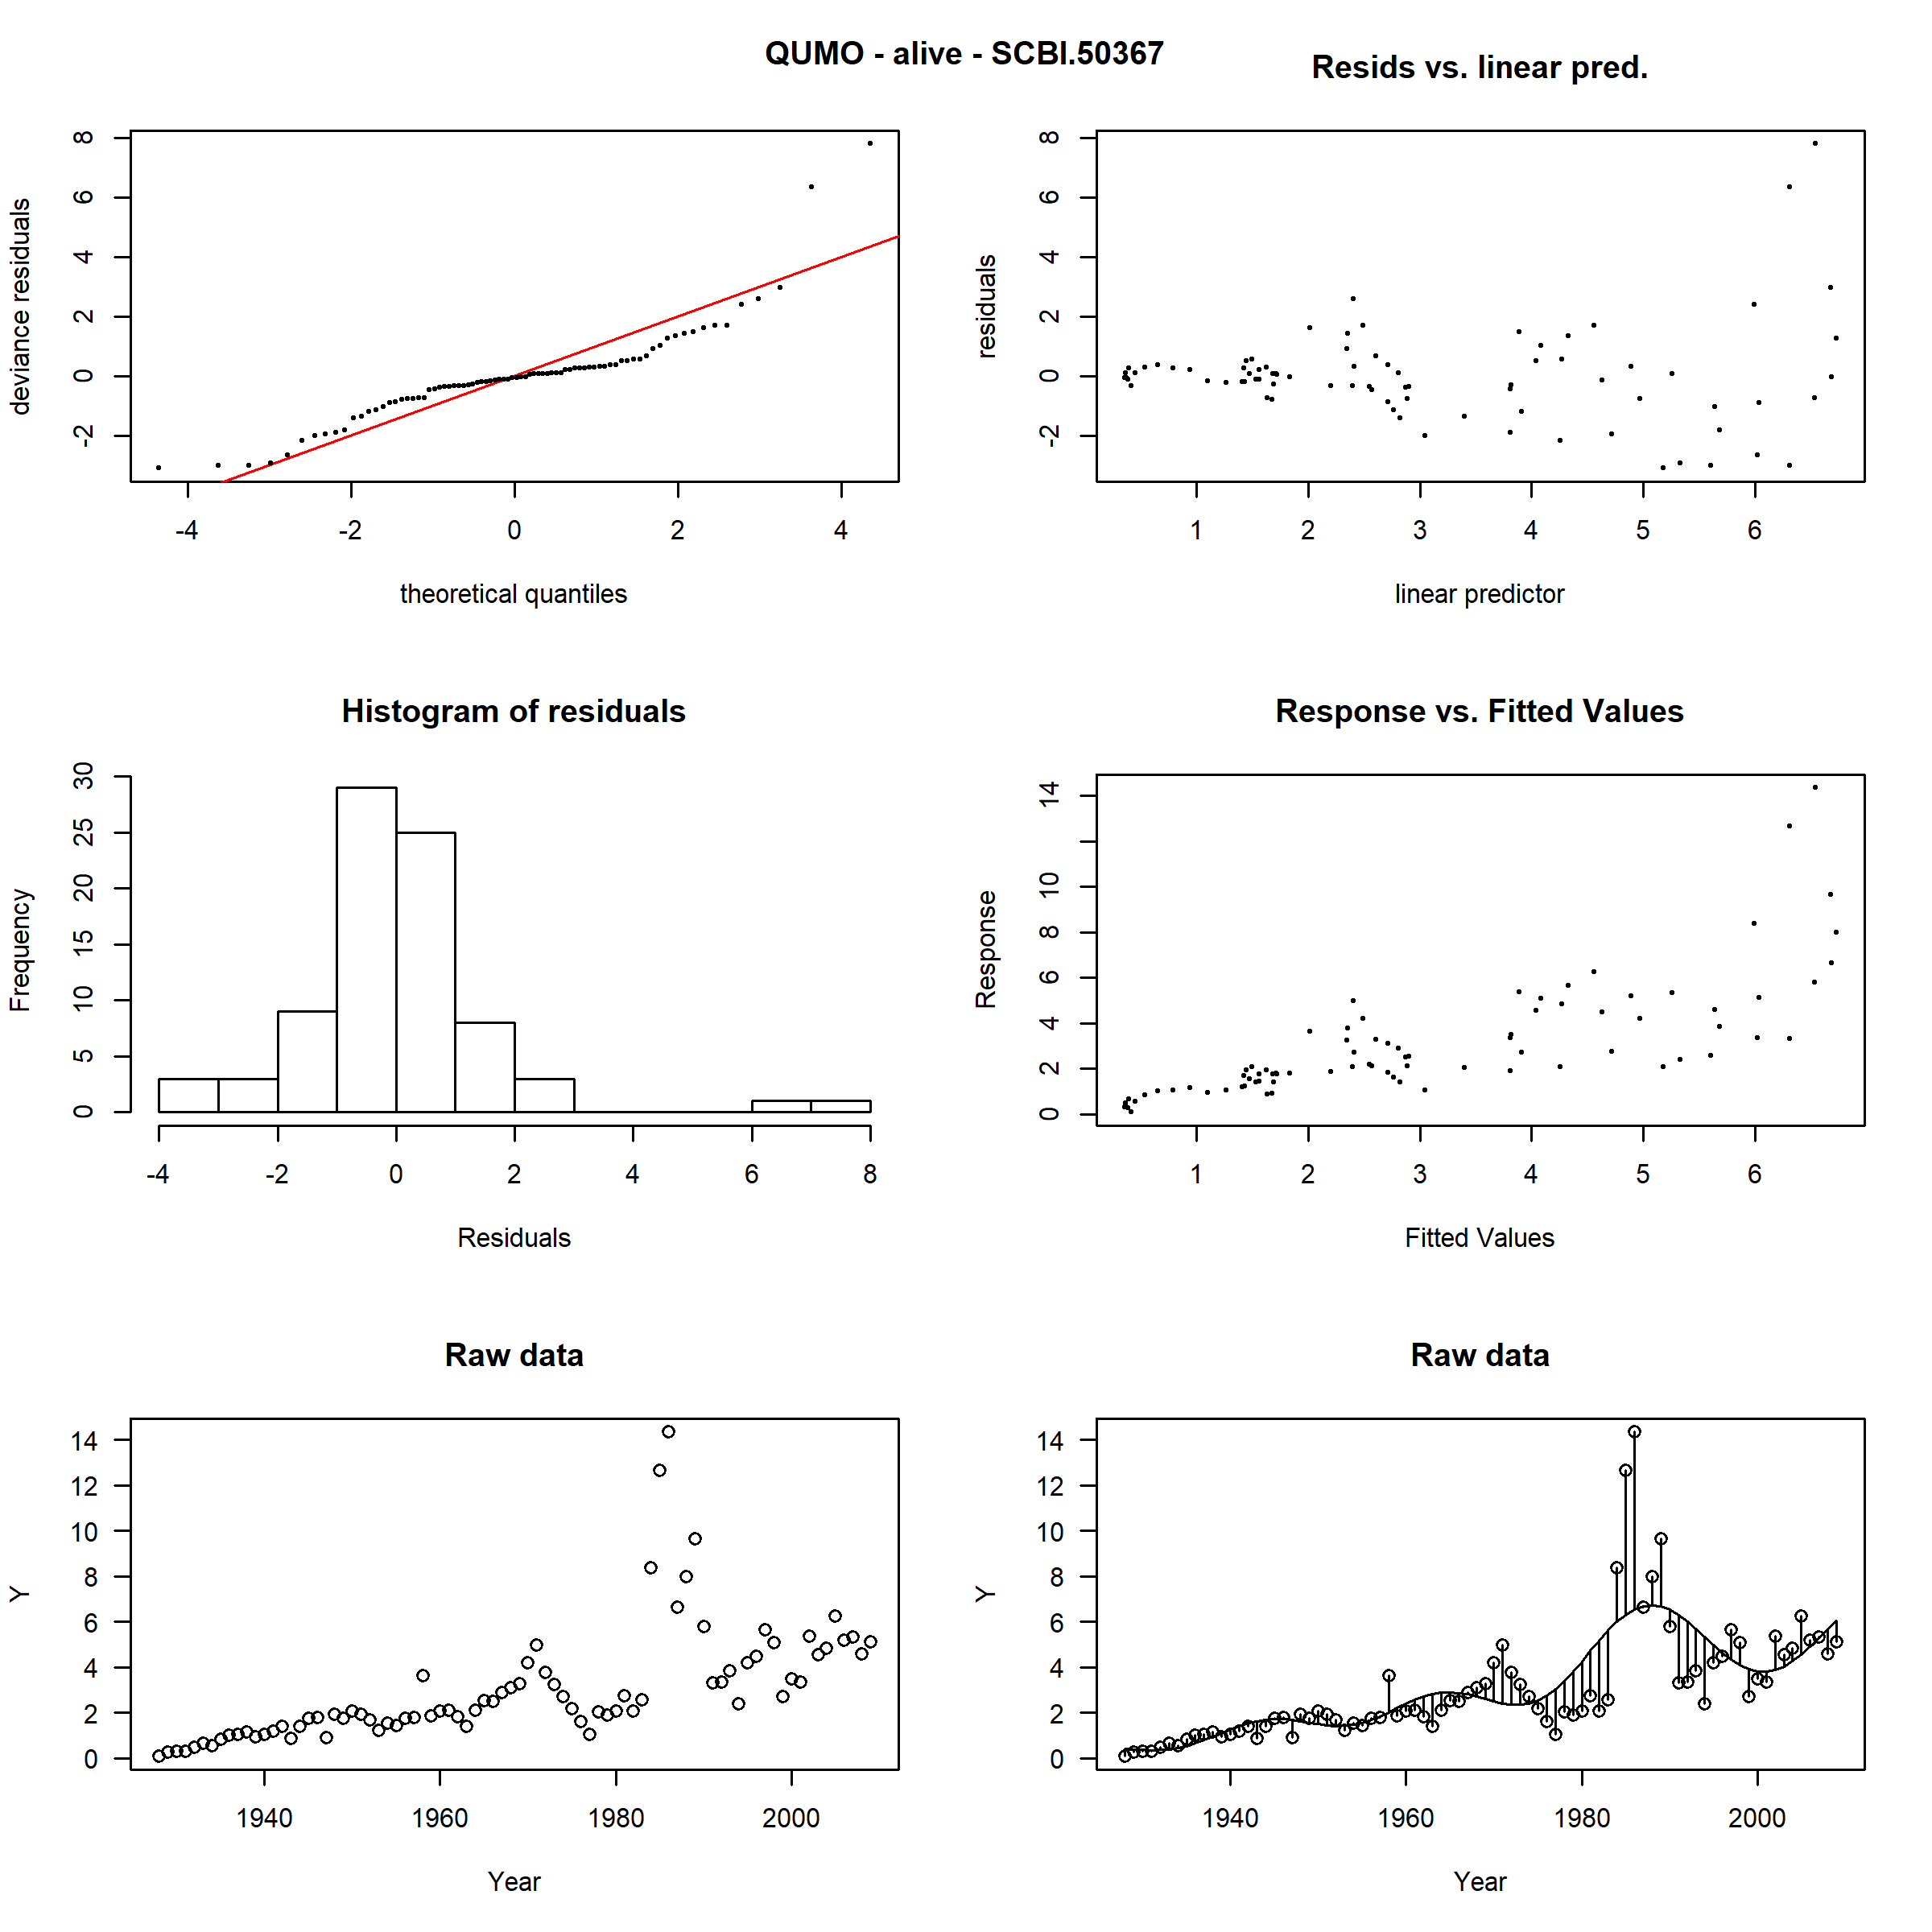 QUMO - alive - SCBI.50367
Resids vs. linear pred.
deviance residuals
8
6
4
2
0
-2
-4 -2 0 2 4
theoretical quantiles
residuals
8
6
4
2
0
-2
1 2 3 4 5 6
linear predictor
Histogram of residuals
Frequency
30
25
20
15
10
5
0
-4 -2 0 2 4 6 8
Residuals
Response vs. Fitted Values
Response
14
10
8
6
4
2
0
1 2 3 4 5 6
Fitted Values
Raw data
Y
14
12
10
8
6
4
2
0
1940 1960 1980 2000
Year
Raw data
Y
14
12
10
8
6
4
2
0
1940 1960 1980 2000
Year